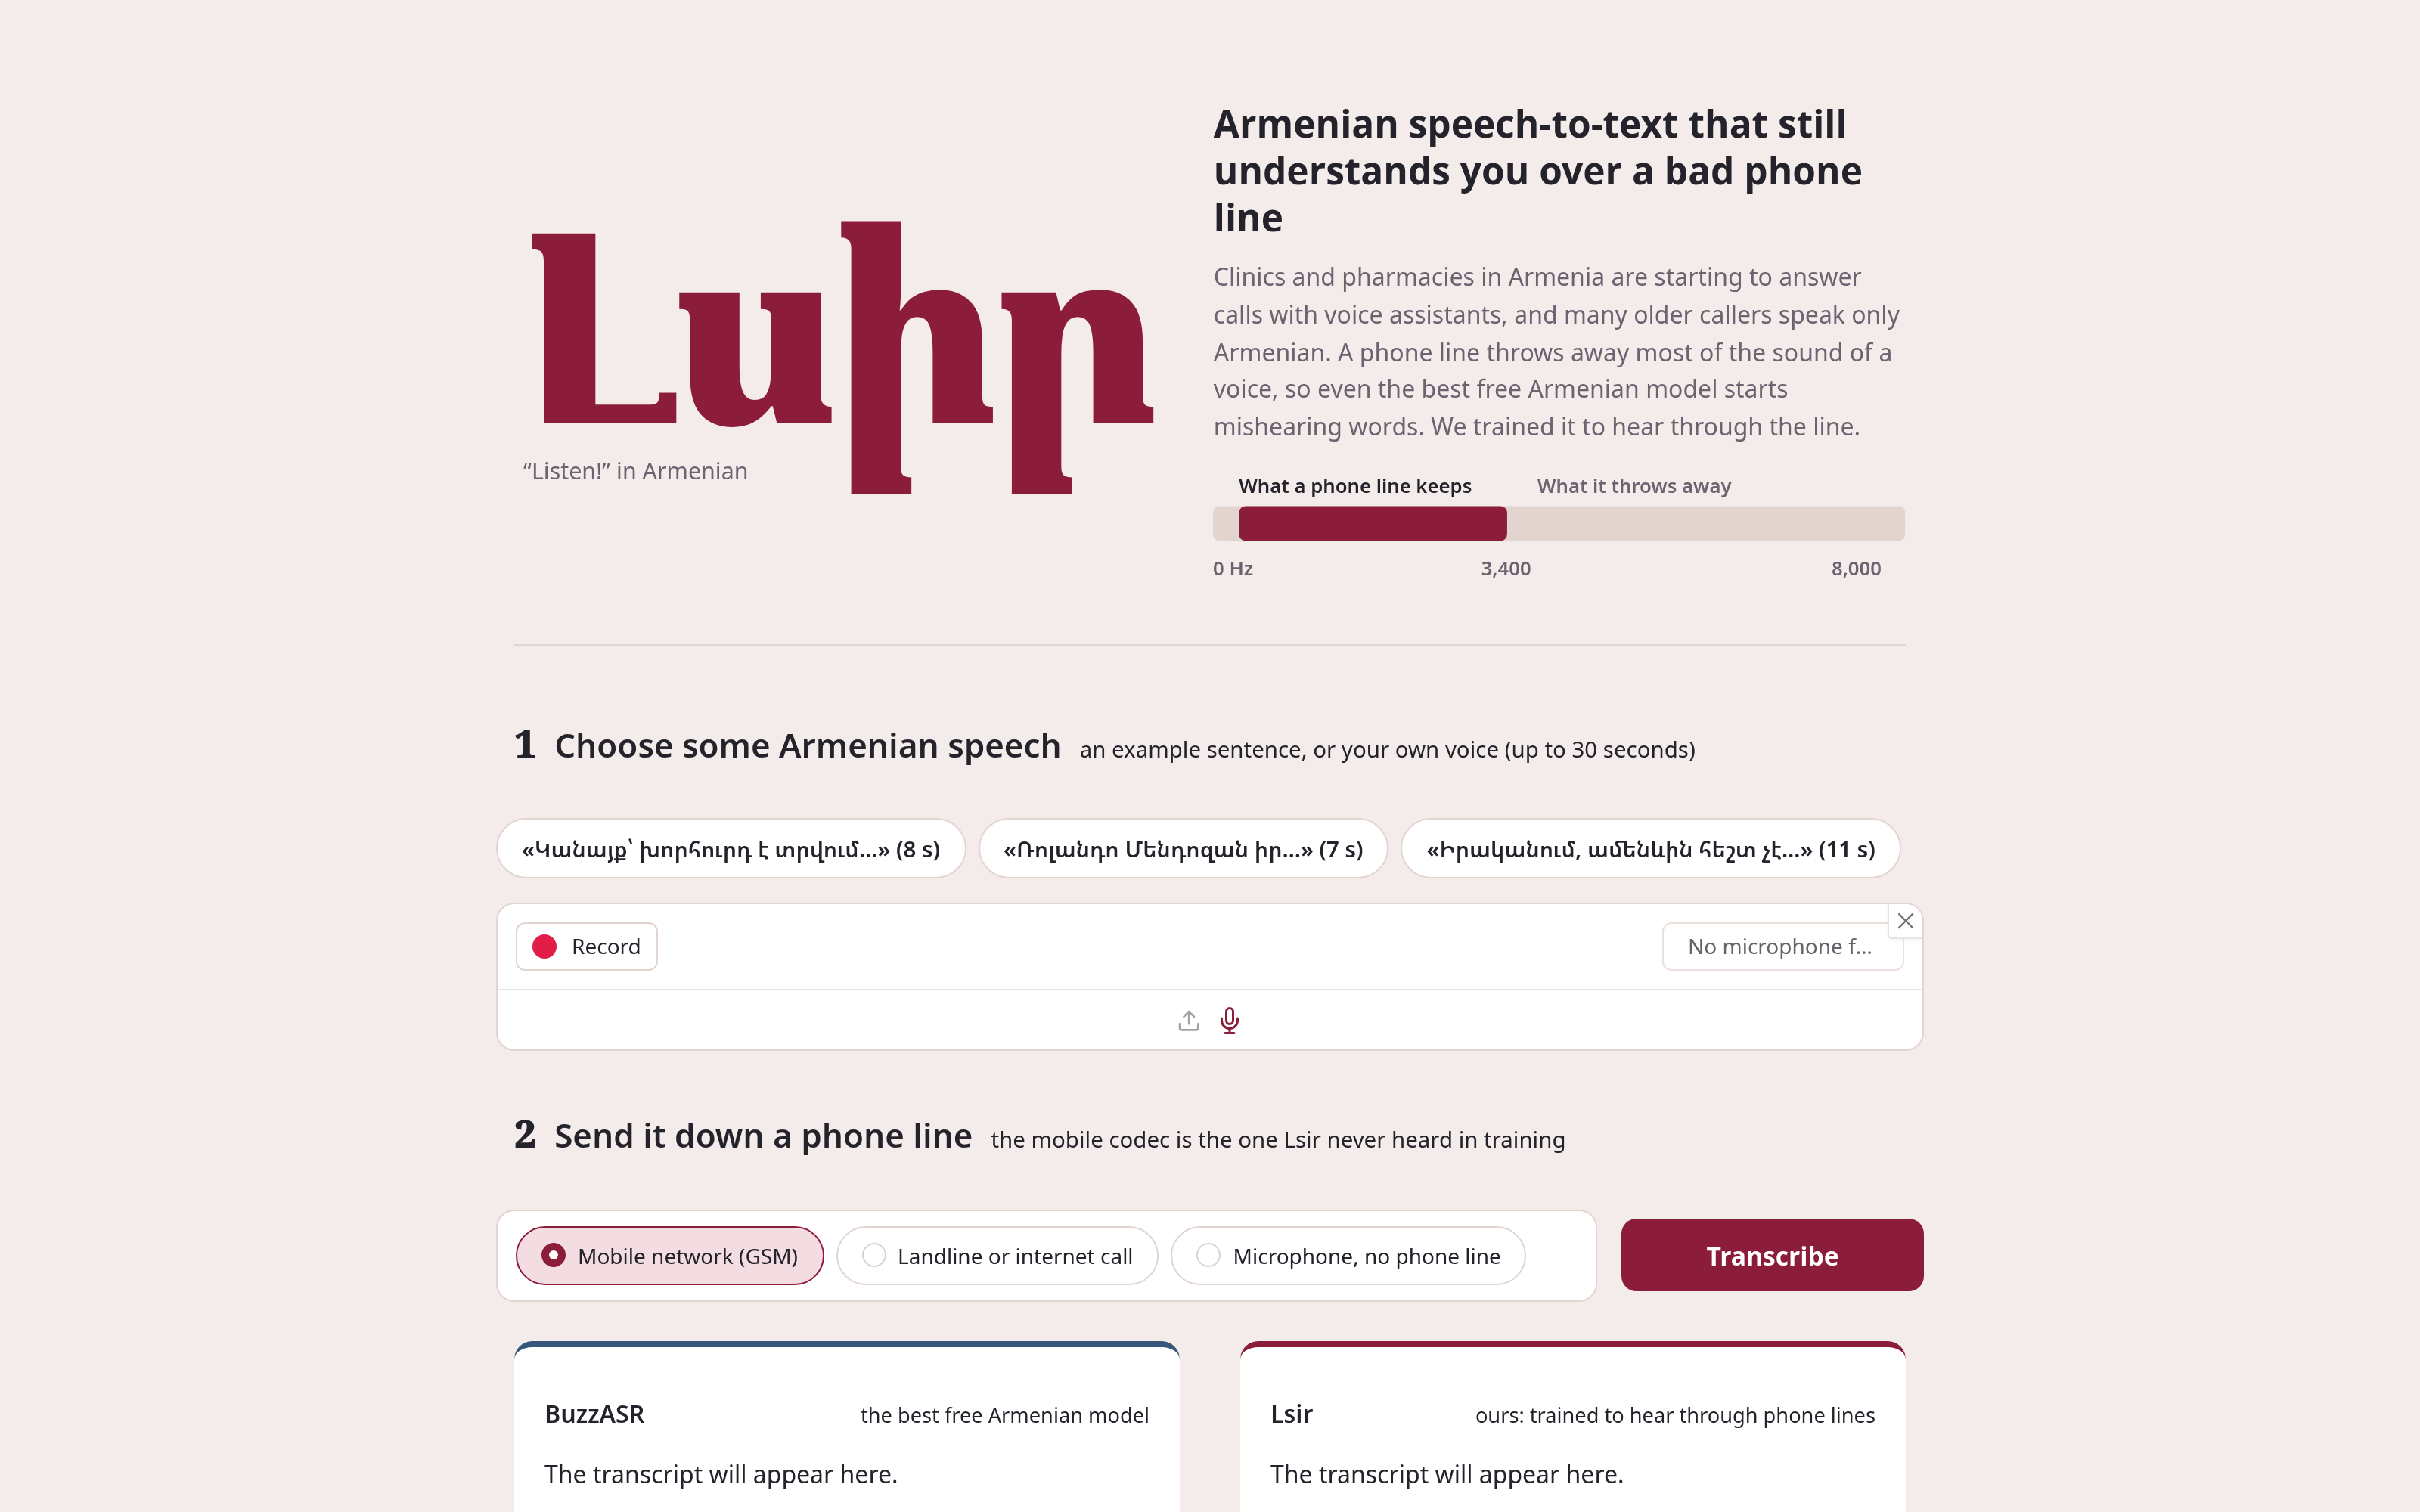 Լսիր
“Listen!” in Armenian
Armenian speech-to-text that still
understands you over a bad phone
line
Clinics and pharmacies in Armenia are starting to answer
calls with voice assistants, and many older callers speak only
Armenian. A phone line throws away most of the sound of a
voice, so even the best free Armenian model starts
mishearing words. We trained it to hear through the line.
What a phone line keeps What it throws away
0 Hz 3,400 8,000
1 Choose some Armenian speech an example sentence, or your own voice (up to 30 seconds)
«Կանայք՝ խորհուրդ է տրվում…» (8 s) «Ռոլանդո Մենդոզան իր…» (7 s) «Իրականում, ամենևին հեշտ չէ…» (11 s)
Record No microphone f...
2 Send it down a phone line the mobile codec is the one Lsir never heard in training
Mobile network (GSM) Landline or internet call Microphone, no phone line Transcribe
BuzzASR the best free Armenian model
The transcript will appear here.
Lsir ours: trained to hear through phone lines
The transcript will appear here.